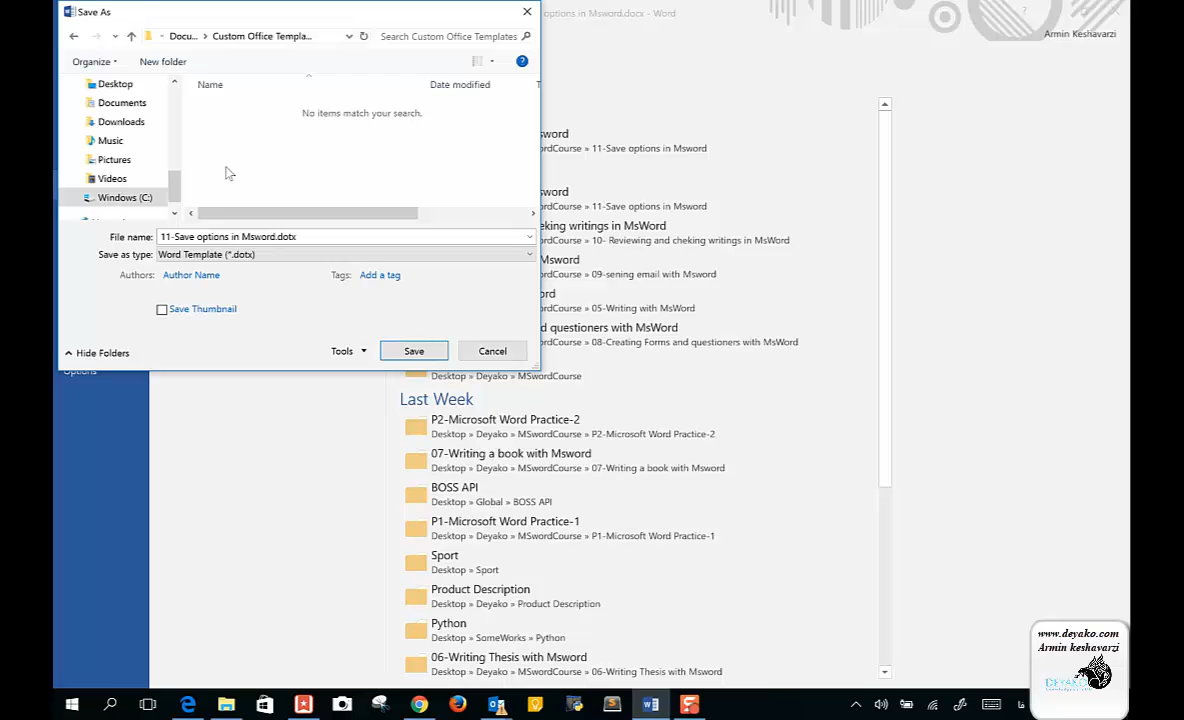 Save As
options in Msword.docx - Word
Armin Keshavarzi
Docu... > Custom Office Templa...
Search Custom Office Templates
Organize
New folder
Desktop
Documents
Downloads
Music
Pictures
Videos
Windows (C:)
Name
Date modified
No items match your search.
File name: 11-Save options in Msword.dotx
Save as type: Word Template (*.dotx)
Authors: Author Name
Tags: Add a tag
Save Thumbnail
Hide Folders
Tools
Save
Cancel
Options
sword
ordCourse » 11-Save options in Msword
sword
ordCourse » 11-Save options in Msword
eking writings in MsWord
ordCourse » 10- Reviewing and cheking writings in MsWord
Msword
ordCourse » 09-sening email with Msword
ord
ordCourse » 05-Writing with MsWord
d questioners with MsWord
ordCourse » 08-Creating Forms and questioners with MsWord
Desktop » Deyako » MSwordCourse
Last Week
P2-Microsoft Word Practice-2
Desktop » Deyako » MSwordCourse » P2-Microsoft Word Practice-2
07-Writing a book with Msword
Desktop » Deyako » MSwordCourse » 07-Writing a book with Msword
BOSS API
Desktop » Global » BOSS API
P1-Microsoft Word Practice-1
Desktop » Deyako » MSwordCourse » P1-Microsoft Word Practice-1
Sport
Desktop » Sport
Product Description
Desktop » Deyako » Product Description
Python
Desktop » SomeWorks » Python
06-Writing Thesis with Msword
Desktop » Deyako » MSwordCourse » 06-Writing Thesis with Msword
www.deyako.com
Armin keshavarzi
DEYAKO